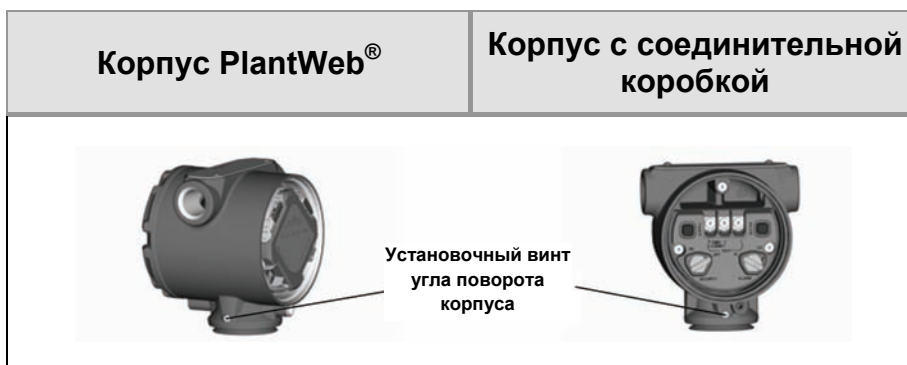 Корпус PlantWeb®
Корпус с соединительной
коробкой
Установочный винт
угла поворота
корпуса